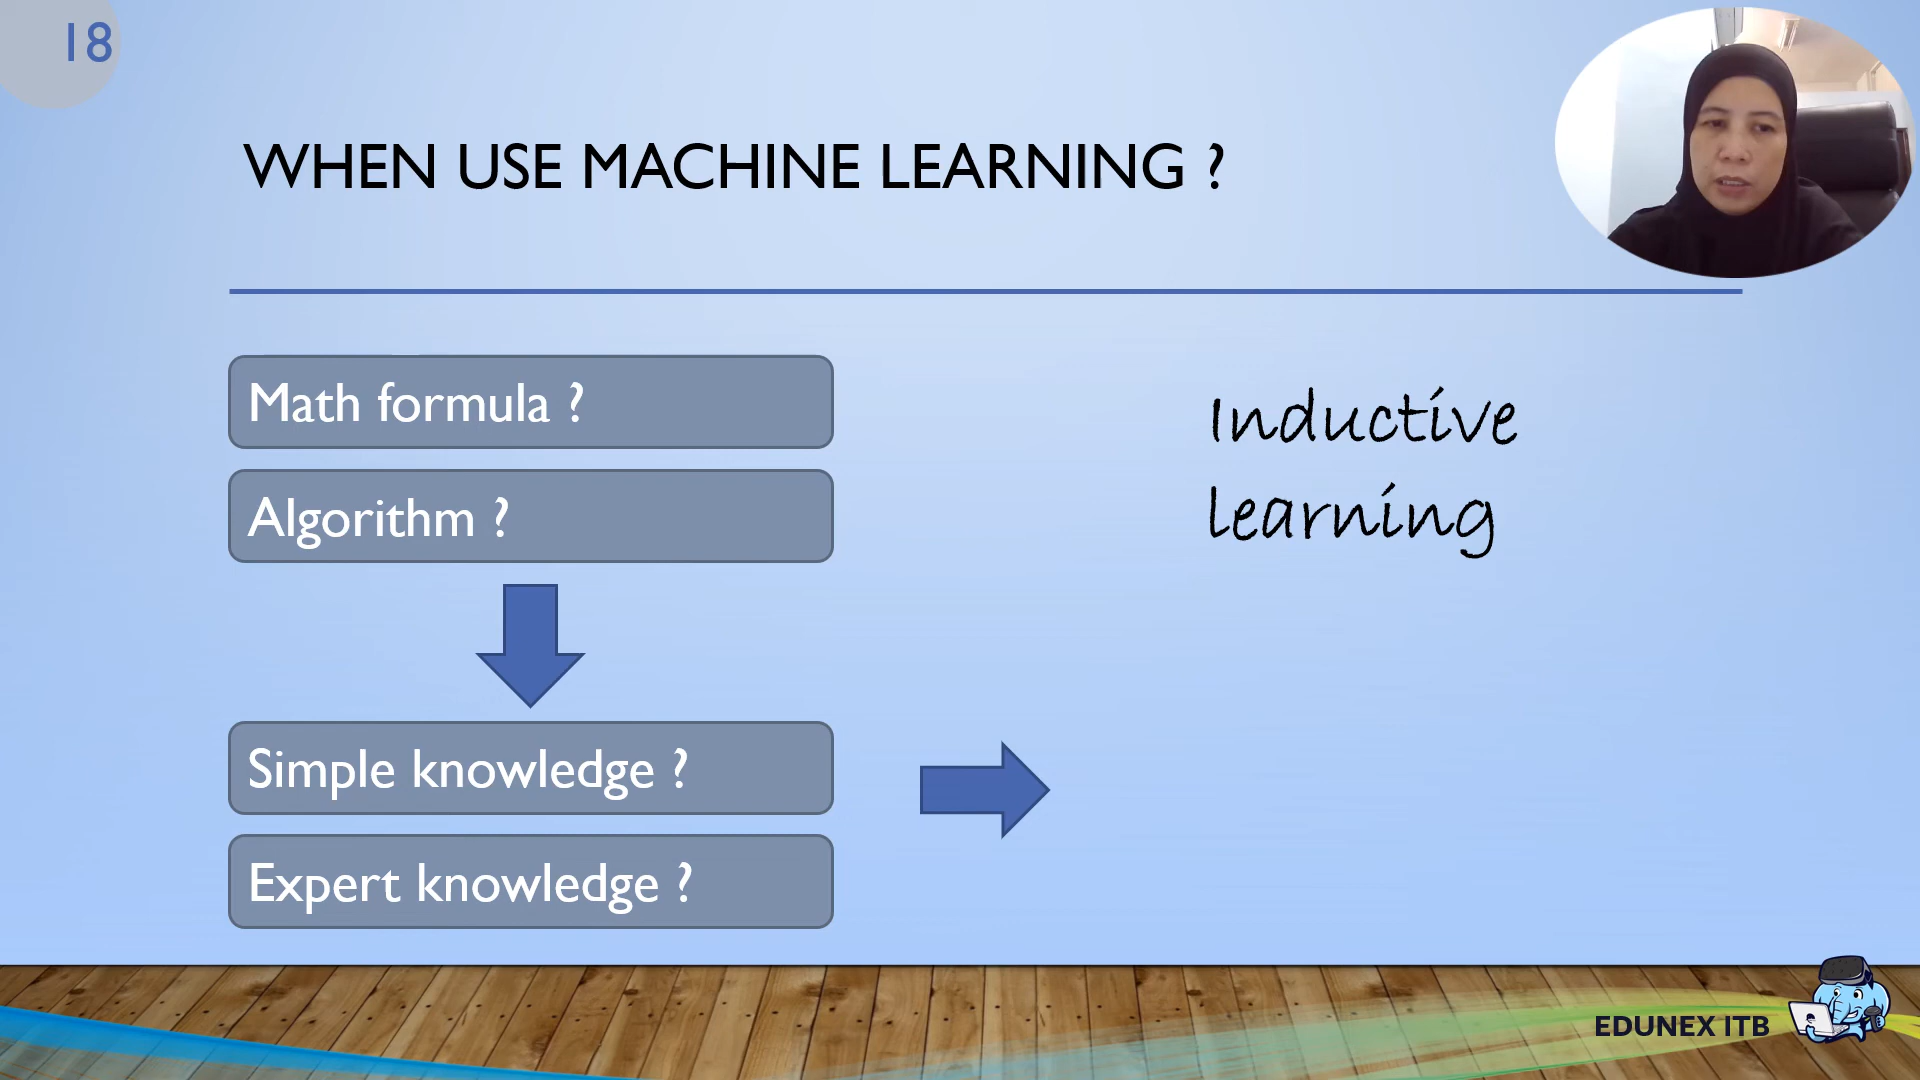 18
WHEN USE MACHINE LEARNING ?
Math formula ?
Algorithm ?
Inductive
learning
Simple knowledge ?
Expert knowledge ?
EDUNEX ITB